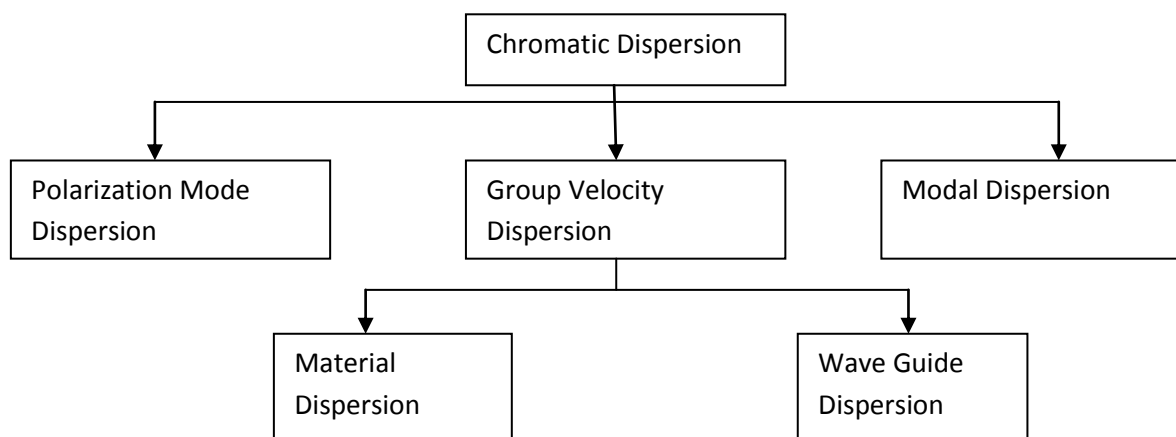 Chromatic Dispersion
Polarization Mode
Dispersion
Group Velocity
Dispersion
Modal Dispersion
Material
Dispersion
Wave Guide
Dispersion